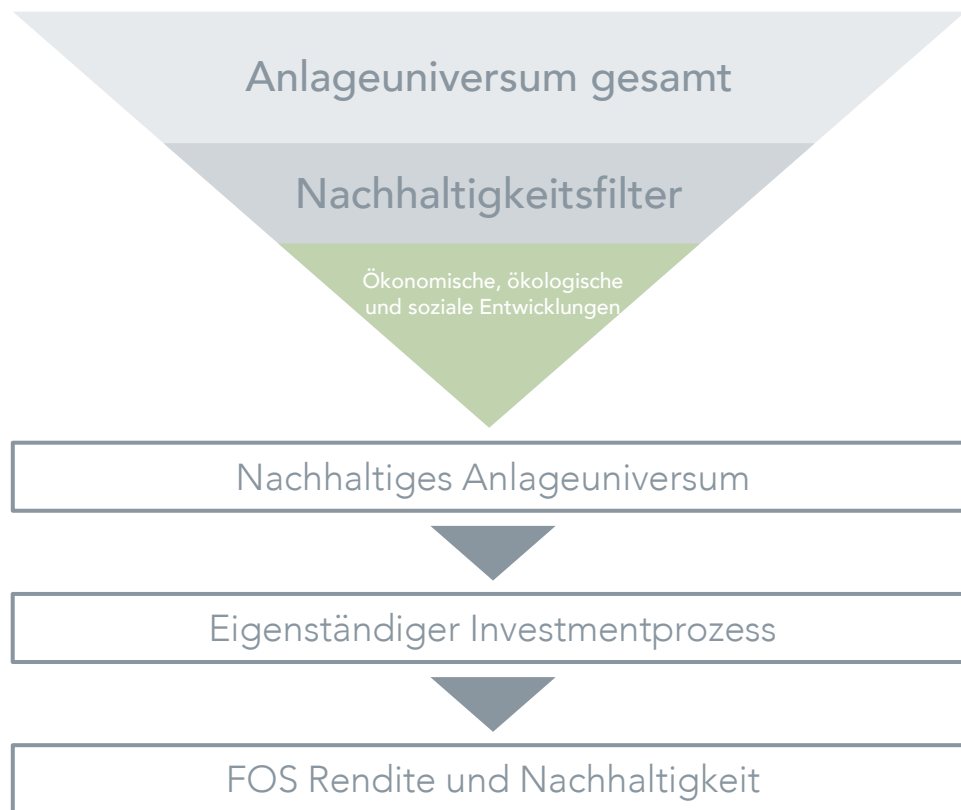 Anlageuniversum gesamt
Nachhaltigkeitsfilter
Ökonomische, ökologische
und soziale Entwicklungen
Nachhaltiges Anlageuniversum
Eigenständiger Investmentprozess
FOS Rendite und Nachhaltigkeit